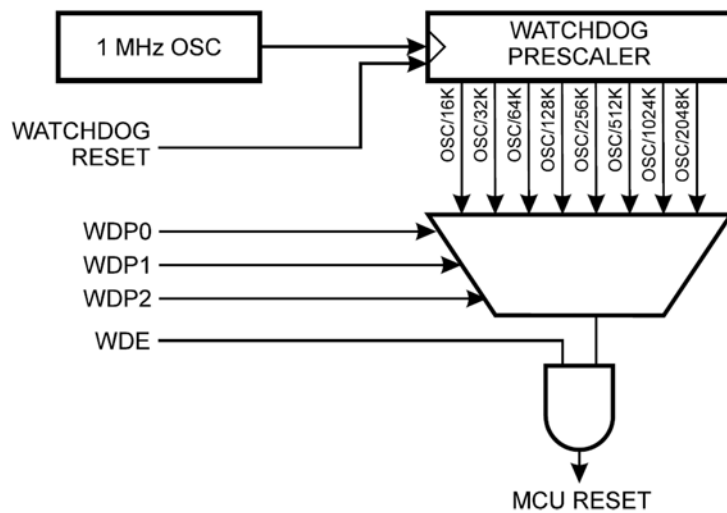 1 MHz OSC
WATCHDOG
PRESCALER
WATCHDOG
RESET
OSC/16K
OSC/32K
OSC/64K
OSC/128K
OSC/256K
OSC/512K
OSC/1024K
OSC/2048K
WDP0
WDP1
WDP2
WDE
MCU RESET